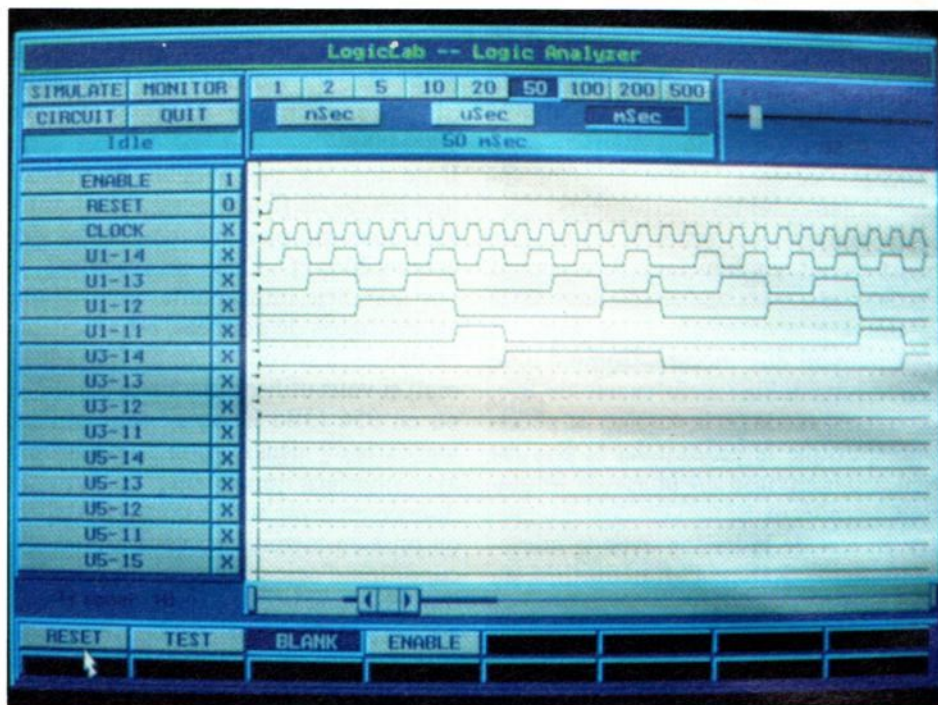 LogicLab -- Logic Analyzer
SIMULATE MONITOR 1 2 5 10 20 50 100 200 500
CIRCUIT QUIT nSec uSec mSec
Idle 50 mSec
ENABLE 1
RESET 0
CLOCK X
U1-14 X
U1-13 X
U1-12 X
U1-11 X
U3-14 X
U3-13 X
U3-12 X
U3-11 X
U5-14 X
U5-13 X
U5-12 X
U5-11 X
U5-15 X
RESET TEST BLANK ENABLE